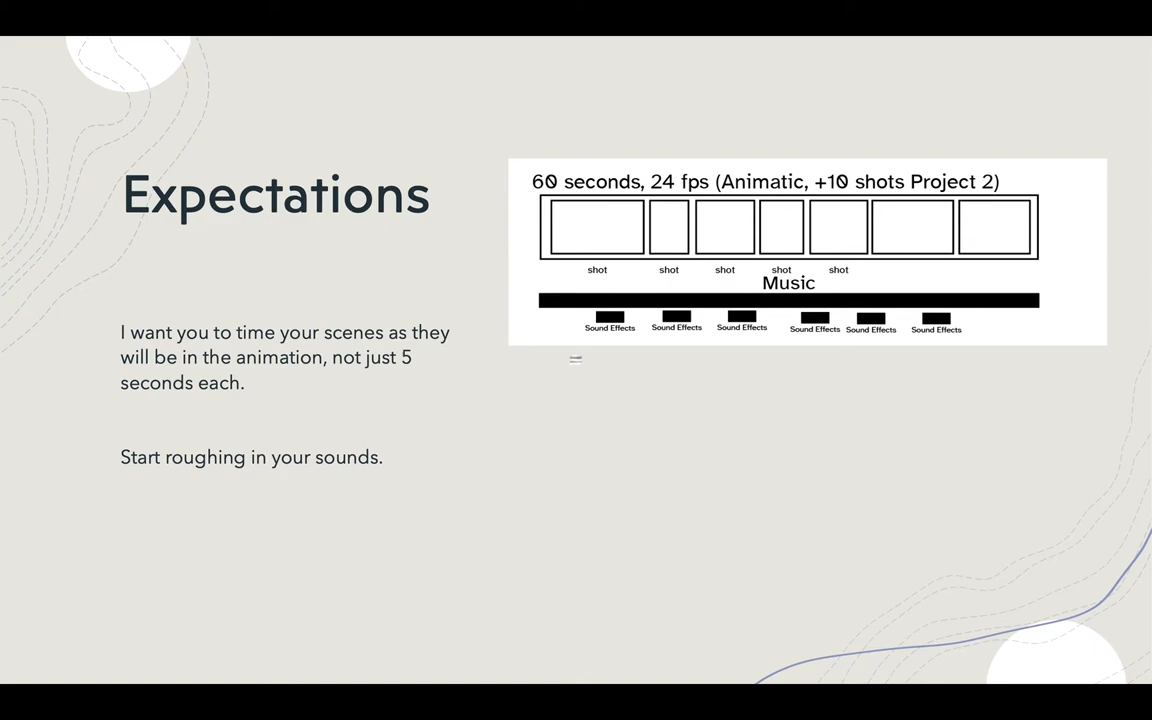 Expectations
I want you to time your scenes as they
will be in the animation, not just 5
seconds each.
Start roughing in your sounds.
60 seconds, 24 fps (Animatic, +10 shots Project 2)
shot shot shot shot shot
Music
Sound Effects Sound Effects Sound Effects Sound Effects Sound Effects Sound Effects